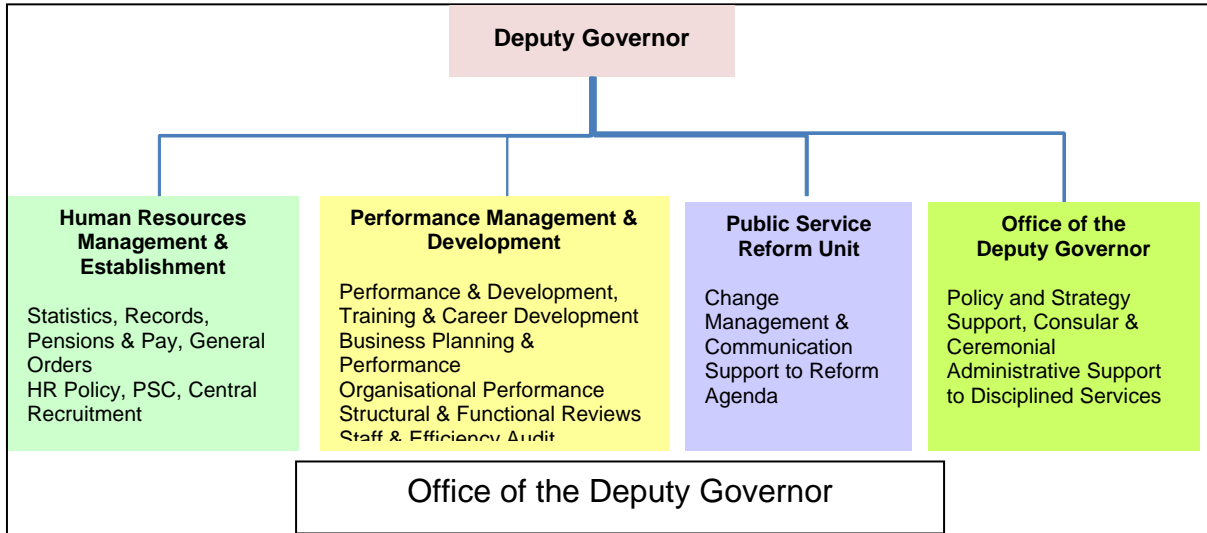 Deputy Governor
Human Resources
Management &
Establishment
Statistics, Records,
Pensions & Pay, General
Orders
HR Policy, PSC, Central
Recruitment
Performance Management &
Development
Performance & Development,
Training & Career Development
Business Planning &
Performance
Organisational Performance
Structural & Functional Reviews
Staff & Efficiency Audit
Public Service
Reform Unit
Change
Management &
Communication
Support to Reform
Agenda
Office of the
Deputy Governor
Policy and Strategy
Support, Consular &
Ceremonial
Administrative Support
to Disciplined Services
Office of the Deputy Governor